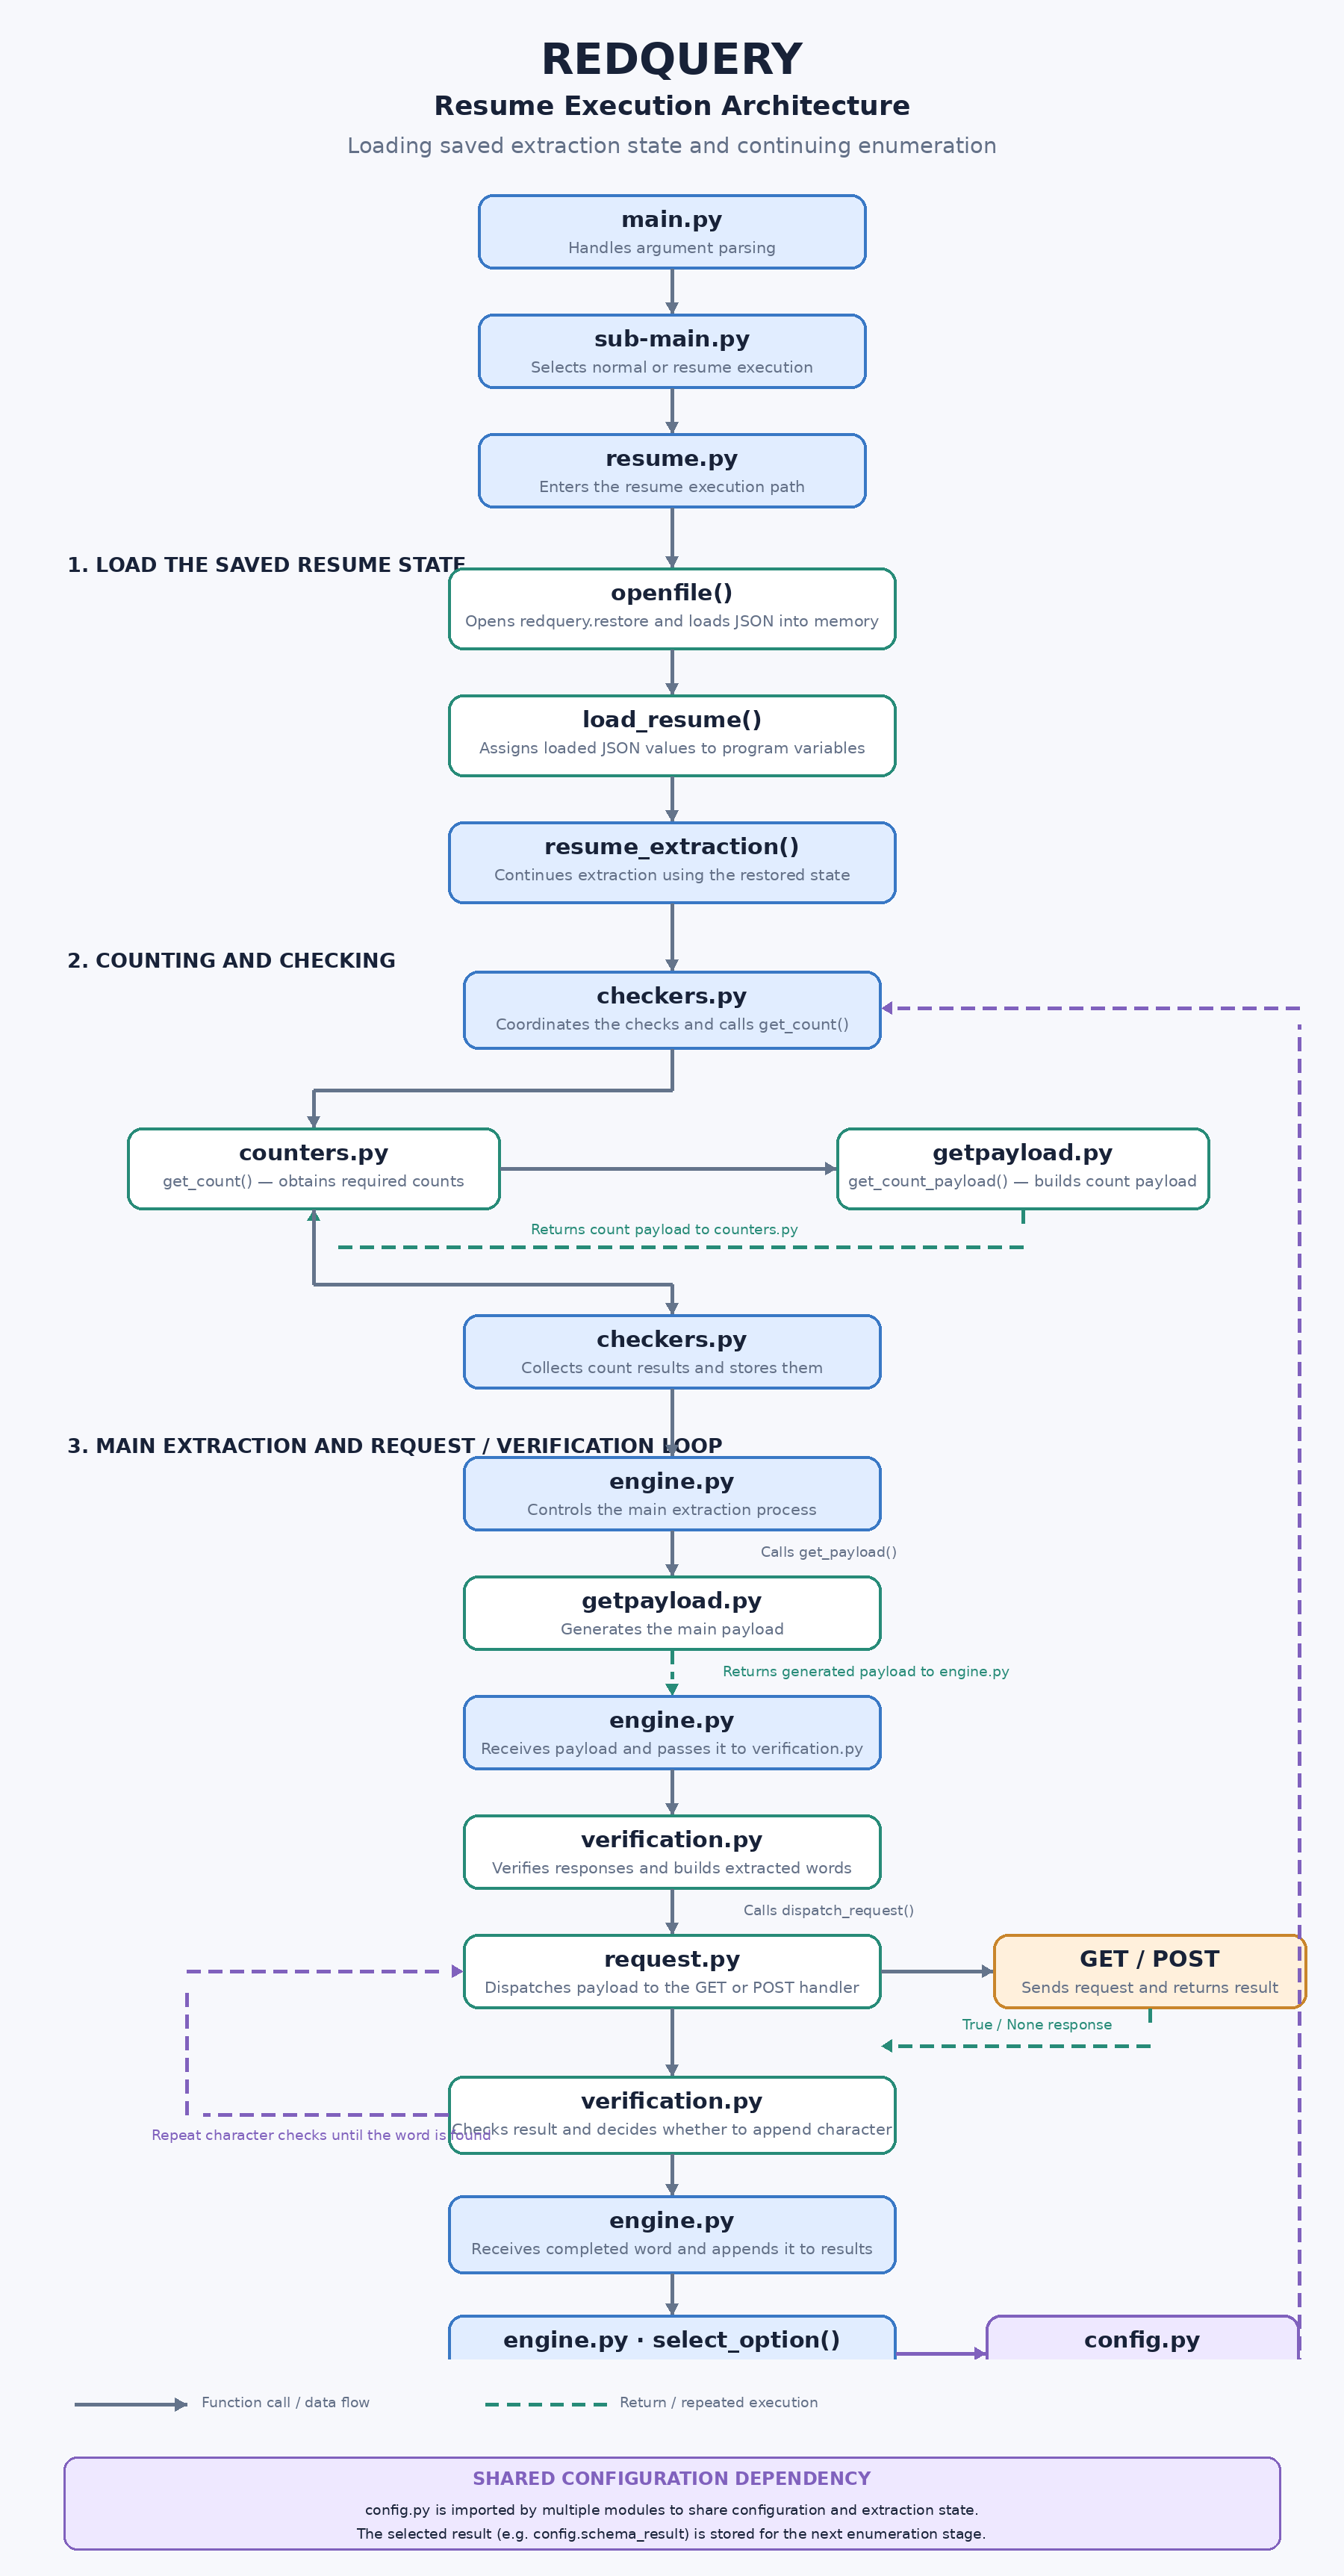 REDQUERY
Resume Execution Architecture
Loading saved extraction state and continuing enumeration
main.py
Handles argument parsing
sub-main.py
Selects normal or resume execution
resume.py
Enters the resume execution path
1. LOAD THE SAVED RESUME STATE
openfile()
Opens redquery.restore and loads JSON into memory
load_resume()
Assigns loaded JSON values to program variables
resume_extraction()
Continues extraction using the restored state
2. COUNTING AND CHECKING
checkers.py
Coordinates the checks and calls get_count()
counters.py
get_count() — obtains required counts
getpayload.py
get_count_payload() — builds count payload
Returns count payload to counters.py
checkers.py
Collects count results and stores them
3. MAIN EXTRACTION AND REQUEST / VERIFICATION LOOP
engine.py
Controls the main extraction process
Calls get_payload()
getpayload.py
Generates the main payload
Returns generated payload to engine.py
engine.py
Receives payload and passes it to verification.py
verification.py
Verifies responses and builds extracted words
Calls dispatch_request()
request.py
Dispatches payload to the GET or POST handler
GET / POST
Sends request and returns result
True / None response
verification.py
Checks result and decides whether to append character
Repeat character checks until the word is found
engine.py
Receives completed word and appends it to results
engine.py · select_option()
config.py
Function call / data flow
Return / repeated execution
SHARED CONFIGURATION DEPENDENCY
config.py is imported by multiple modules to share configuration and extraction state.
The selected result (e.g. config.schema_result) is stored for the next enumeration stage.